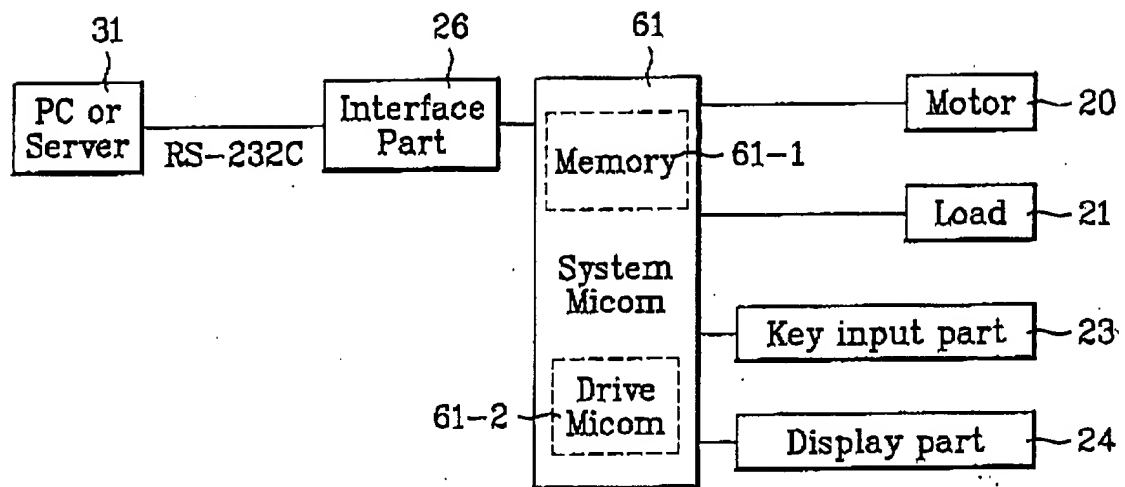 31
26
61
PC or
Server
RS-232C
Interface
Part
Memory
61-1
System
Micom
Drive
Micom
61-2
Motor
20
Load
21
Key input part
23
Display part
24